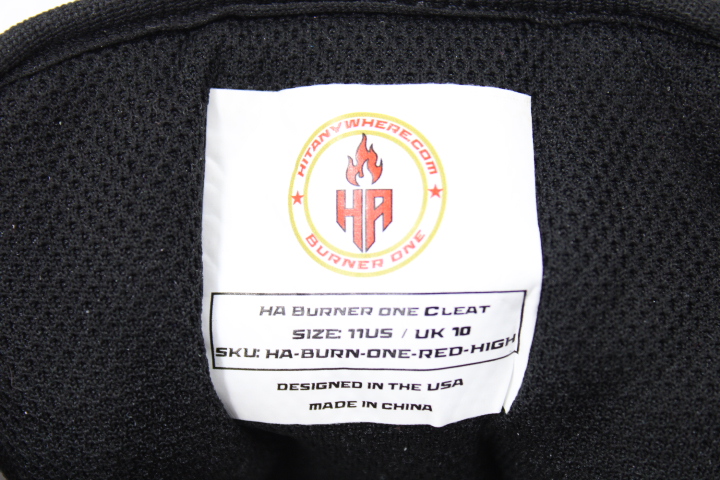 HITANYWHERE.COM
HA
BURNER ONE
HA BURNER ONE CLEAT
SIZE: 11US / UK 10
SKU: HA-BURN-ONE-RED-HIGH
DESIGNED IN THE USA
MADE IN CHINA